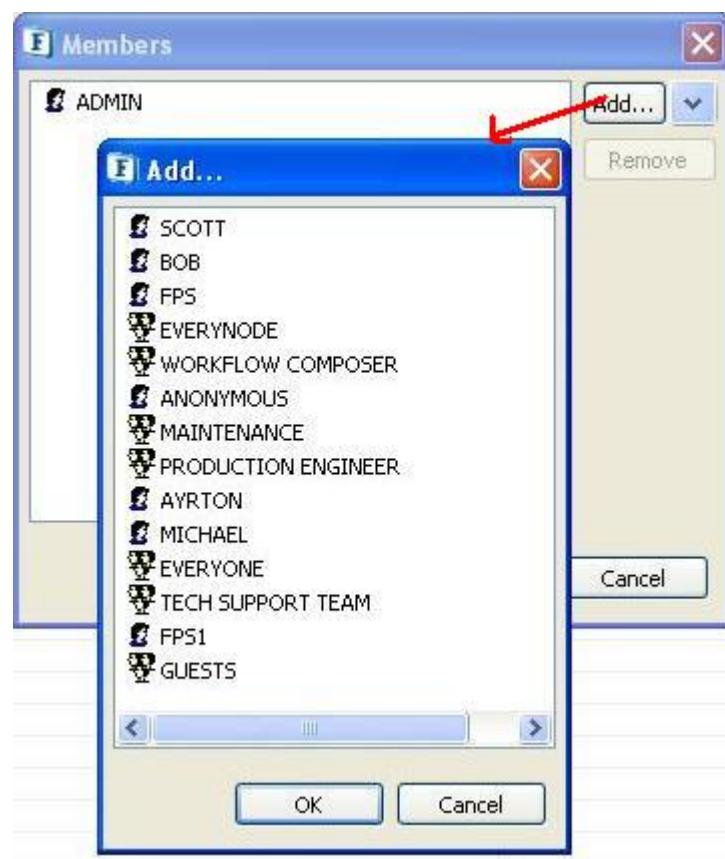 Members
ADMIN
Add...
Remove
Add...
SCOTT
BOB
FPS
EVERYNODE
WORKFLOW COMPOSER
ANONYMOUS
MAINTENANCE
PRODUCTION ENGINEER
AYRTON
MICHAEL
EVERYONE
TECH SUPPORT TEAM
FPS1
GUESTS
OK
Cancel
Cancel